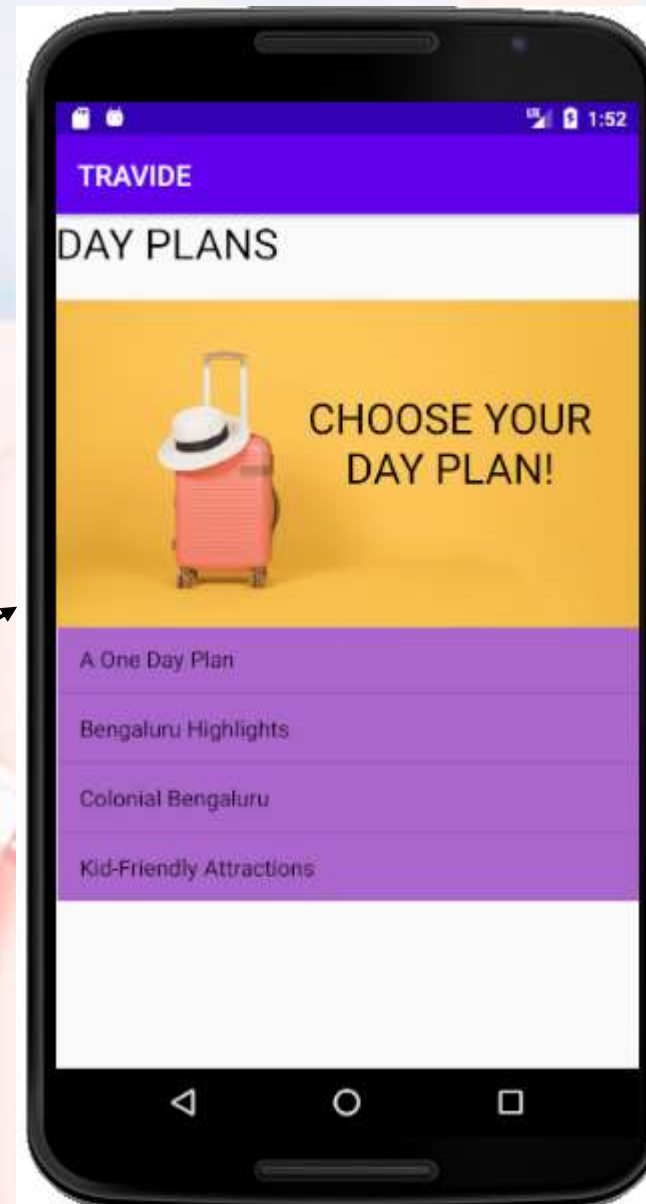 1:52
TRAVIDE
DAY PLANS
CHOOSE YOUR
DAY PLAN!
A One Day Plan
Bengaluru Highlights
Colonial Bengaluru
Kid-Friendly Attractions